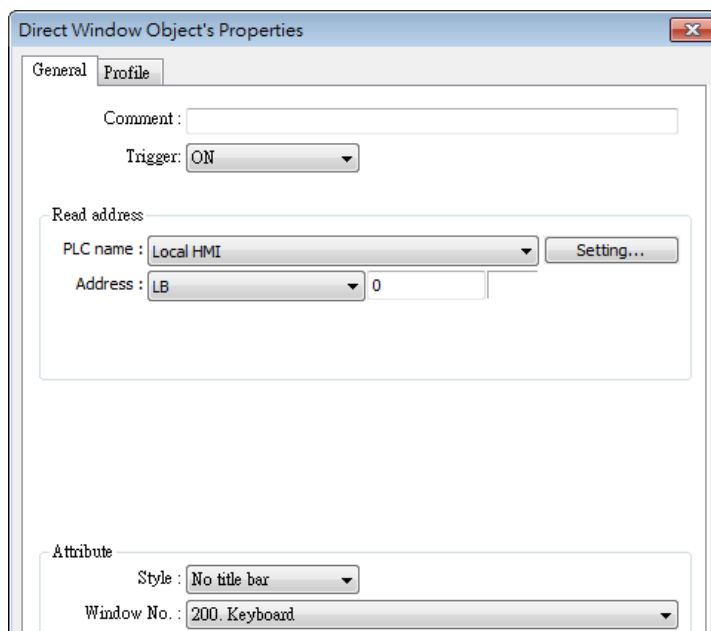 Direct Window Object's Properties
General Profile
Comment :
Trigger: ON
Read address
PLC name : Local HMI Setting...
Address : LB 0
Attribute
Style : No title bar
Window No. : 200. Keyboard